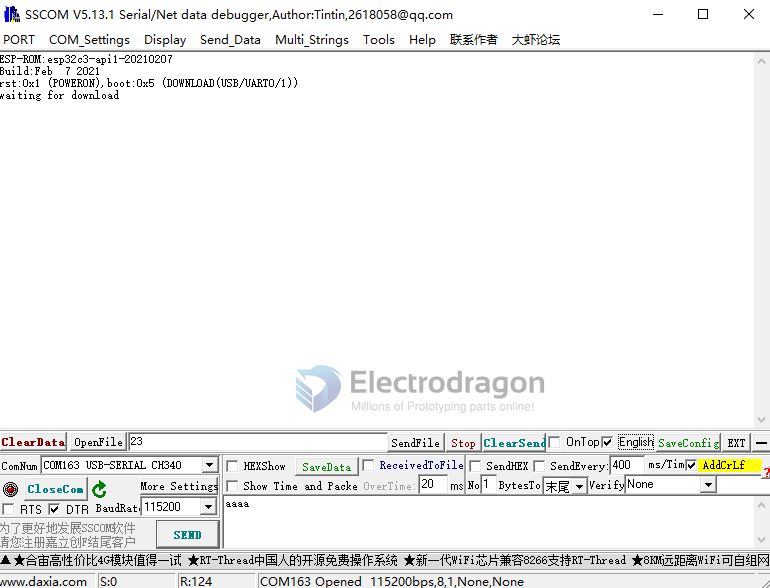 SSCOM V5.13.1 Serial/Net data debugger,Author:Tintin,2618058@qq.com
PORT COM_Settings Display Send_Data Multi_Strings Tools Help 联系作者 大虾论坛
ESP-ROM:esp32c3-api1-20210207
Build:Feb 7 2021
rst:0x1 (POWERON),boot:0x5 (DOWNLOAD(USB/UART0/1))
waiting for download
Electrodragon
Millions of Prototyping parts online!
ClearData OpenFile 23 SendFile Stop ClearSend OnTop English SaveConfig EXT —
ComNum COM163 USB-SERIAL CH340 HEXShow SaveData ReceivedToFile SendHEX SendEvery: 400 ms/Tim AddCrLf
CloseCom More Settings Show Time and Packe OverTime: 20 ms No 1 BytesTo 末尾 Verify None
RTS DTR BaudRat: 115200 aaaa
为了更好地发展SSCOM软件
请您注册嘉立创F结尾客户 SEND
▲★合宙高性价比4G模块值得一试 ★RT-Thread中国人的开源免费操作系统 ★新一代WiFi芯片兼容8266支持RT-Thread ★8KM远距离WiFi可自组网
www.daxia.com S:0 R:124 COM163 Opened 115200bps,8,1,None,None